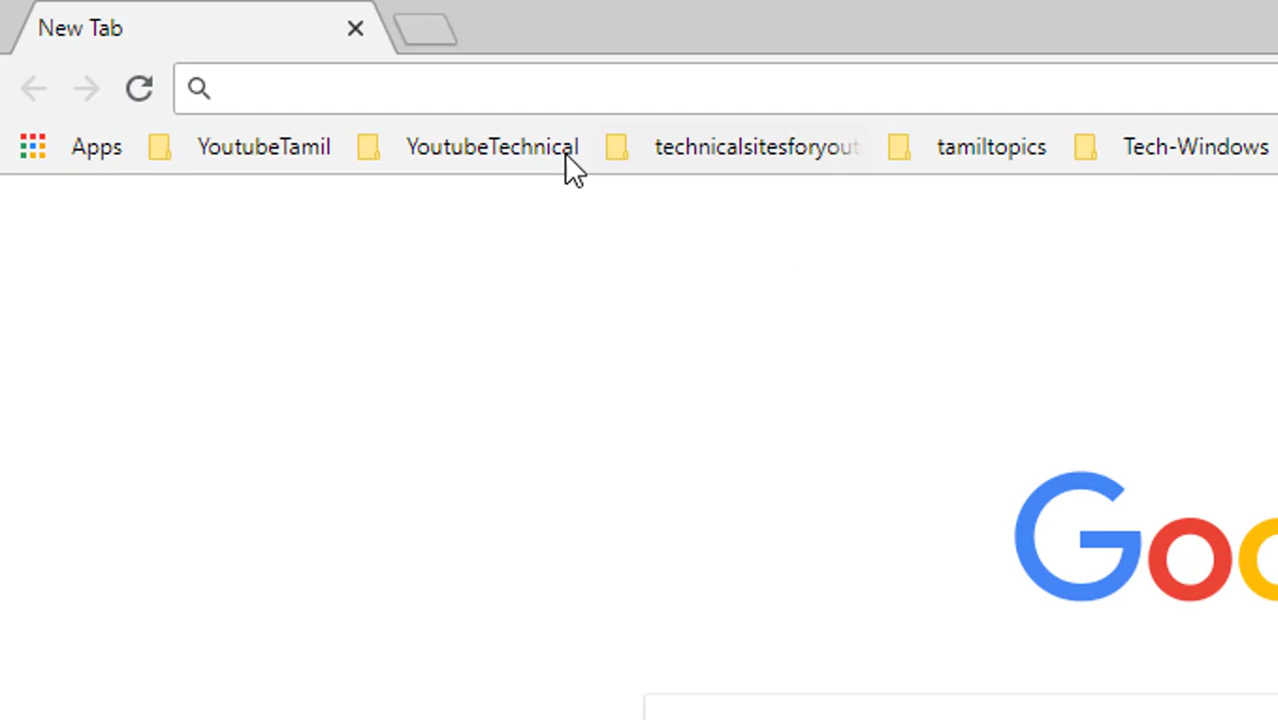 New Tab
Apps YoutubeTamil YoutubeTechnical technicalsitesforyout tamiltopics Tech-Windows
Goo